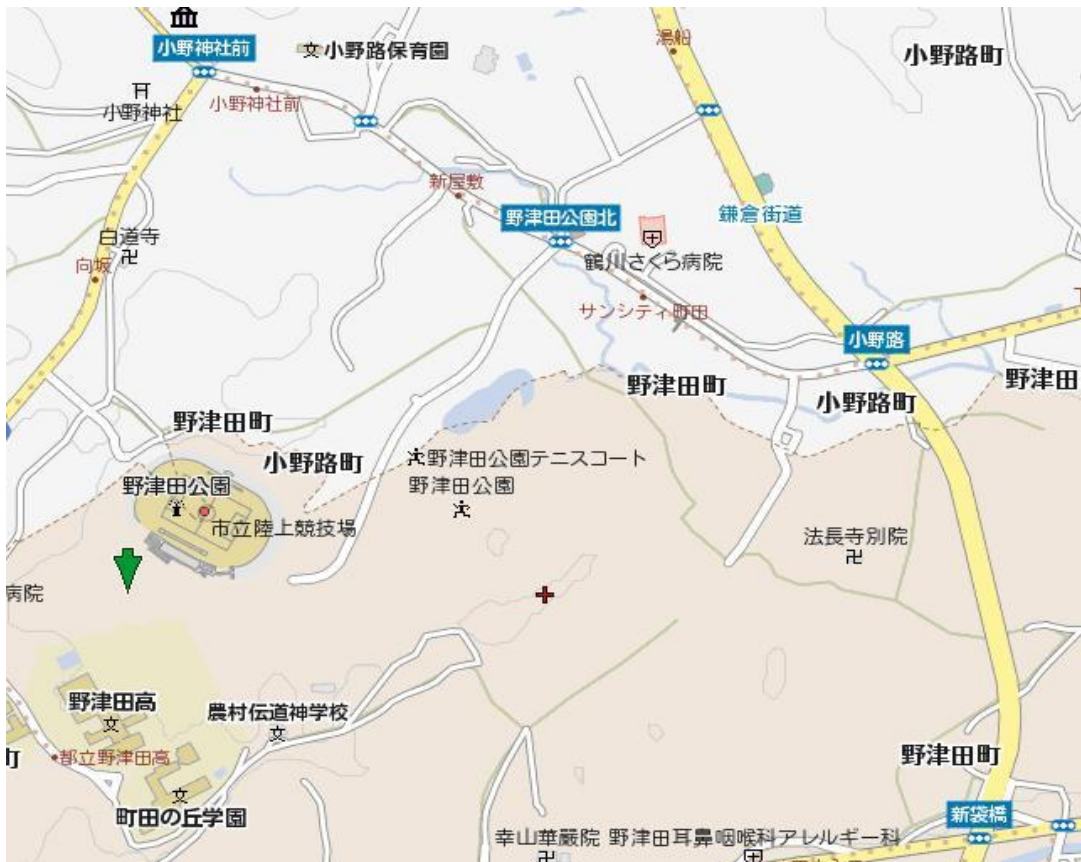 小野神社前
小野路保育園
湯船
小野路町
小野神社前
小野神社
新屋敷
野津田公園北
鎌倉街道
白道寺
向坂
鶴川さくら病院
サンシティ町田
小野路
野津田町
野津田
小野路町
野津田町
小野路町
野津田公園テニスコート
野津田公園
野津田公園
市立陸上競技場
法長寺別院
病院
野津田高
農村伝道神学校
都立野津田高
町
野津田町
町田の丘学園
新袋橋
幸山華厳院
野津田耳鼻咽喉科アレルギー科